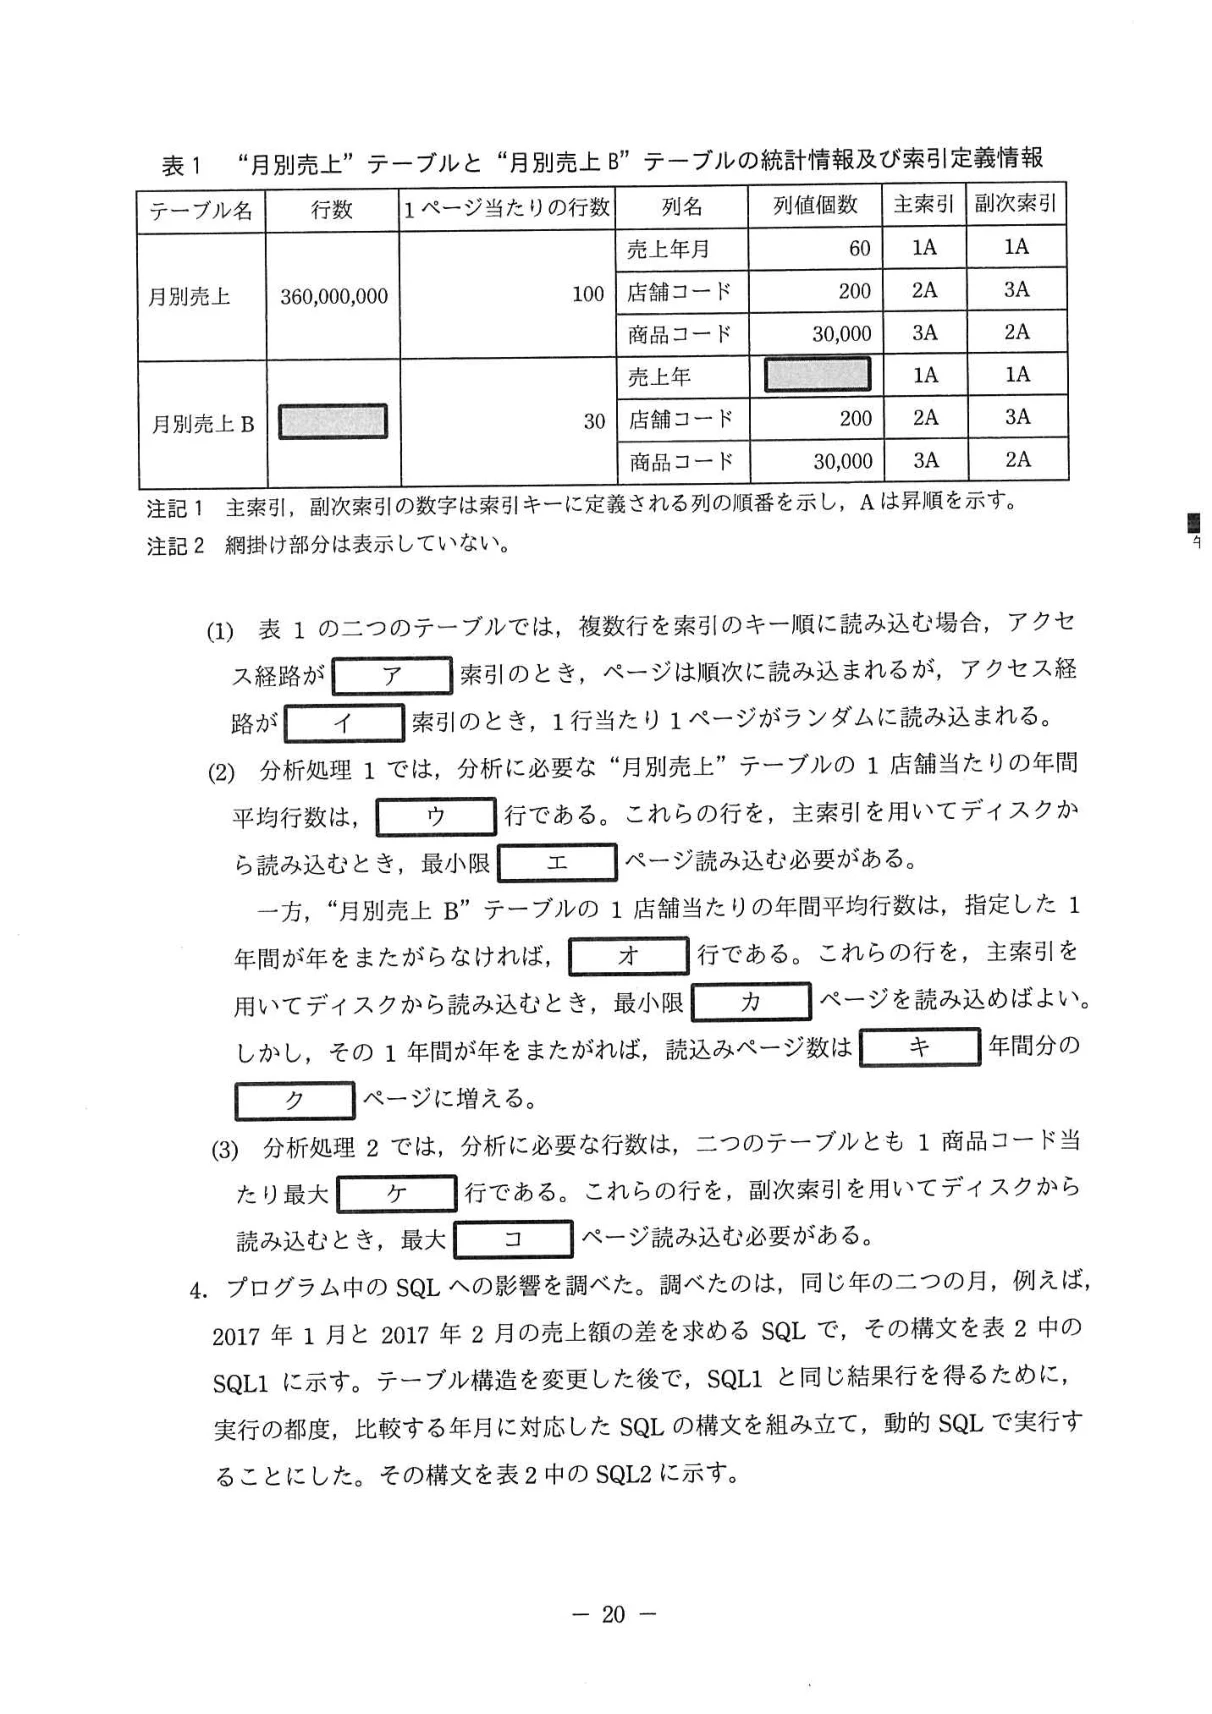 表1 “月別売上” テーブルと “月別売上B” テーブルの統計情報及び索引定義情報
テーブル名 行数 1ページ当たりの行数 列名 列値個数 主索引 副次索引
月別売上 360,000,000 100 売上年月 60 1A 1A
店舗コード 200 2A 3A
商品コード 30,000 3A 2A
月別売上B 30 売上年 1A 1A
店舗コード 200 2A 3A
商品コード 30,000 3A 2A
注記1 主索引，副次索引の数字は索引キーに定義される列の順番を示し，Aは昇順を示す。
注記2 網掛け部分は表示していない。
(1) 表1の二つのテーブルでは，複数行を索引のキー順に読み込む場合，アクセ
ス経路が ア 索引のとき，ページは順次に読み込まれるが，アクセス経
路が イ 索引のとき，1行当たり1ページがランダムに読み込まれる。
(2) 分析処理1では，分析に必要な“月別売上”テーブルの1店舗当たりの年間
平均行数は， ウ 行である。これらの行を，主索引を用いてディスクか
ら読み込むとき，最小限 エ ページ読み込む必要がある。
一方，“月別売上B”テーブルの1店舗当たりの年間平均行数は，指定した1
年間が年をまたがらなければ， オ 行である。これらの行を，主索引を
用いてディスクから読み込むとき，最小限 カ ページを読み込めばよい。
しかし，その1年間が年をまたがれば，読込みページ数は キ 年間分の
ク ページに増える。
(3) 分析処理2では，分析に必要な行数は，二つのテーブルとも1商品コード当
たり最大 ケ 行である。これらの行を，副次索引を用いてディスクから
読み込むとき，最大 コ ページ読み込む必要がある。
4. プログラム中のSQLへの影響を調べた。調べたのは，同じ年の二つの月，例えば，
2017年1月と2017年2月の売上額の差を求めるSQLで，その構文を表2中の
SQL1に示す。テーブル構造を変更した後で，SQL1と同じ結果行を得るために，
実行の都度，比較する年月に対応したSQLの構文を組み立て，動的SQLで実行す
ることにした。その構文を表2中のSQL2に示す。
－ 20 －